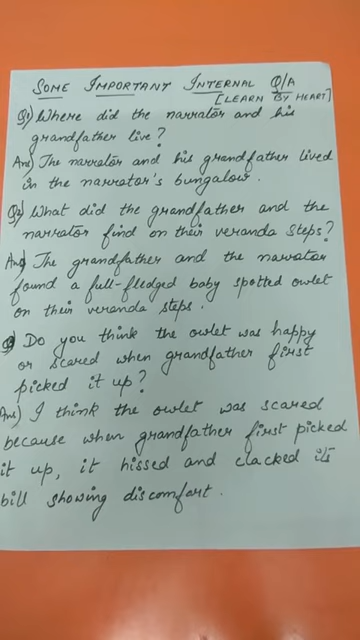 SOME IMPORTANT INTERNAL Q/A
[LEARN BY HEART]
Q1) Where did the narrator and his
grandfather live?
Ans) The narrator and his grandfather lived
in the narrator's bungalow.
Q2) What did the grandfather and the
narrator find on their veranda steps?
Ans) The grandfather and the narrator
found a full-fledged baby spotted owlet
on their veranda steps.
Q3) Do you think the owlet was happy
or scared when grandfather first
picked it up?
Ans) I think the owlet was scared
because when grandfather first picked
it up, it hissed and clacked its
bill showing discomfort.